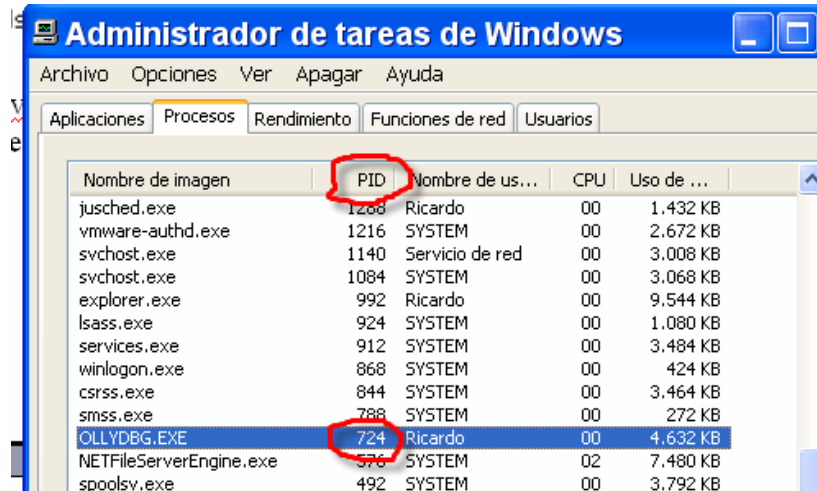 Administrador de tareas de Windows
Archivo Opciones Ver Apagar Ayuda
Aplicaciones Procesos Rendimiento Funciones de red Usuarios
Nombre de imagen PID Nombre de us... CPU Uso de ...
jusched.exe 1288 Ricardo 00 1.432 KB
vmware-authd.exe 1216 SYSTEM 00 2.672 KB
svchost.exe 1140 Servicio de red 00 3.008 KB
svchost.exe 1084 SYSTEM 00 3.068 KB
explorer.exe 992 Ricardo 00 9.544 KB
lsass.exe 924 SYSTEM 00 1.080 KB
services.exe 912 SYSTEM 00 3.484 KB
winlogon.exe 868 SYSTEM 00 424 KB
csrss.exe 844 SYSTEM 00 3.464 KB
smss.exe 788 SYSTEM 00 272 KB
OLLYDBG.EXE 724 Ricardo 00 4.632 KB
NETFileServerEngine.exe 576 SYSTEM 02 7.480 KB
spoolsv.exe 492 SYSTEM 00 3.792 KB